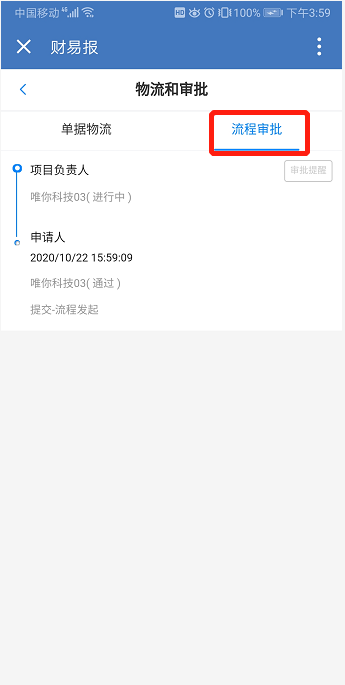 中国移动 46 HD 100% 下午3:59
财易报
物流和审批
单据物流 流程审批
项目负责人 审批提醒
唯你科技03( 进行中 )
申请人
2020/10/22 15:59:09
唯你科技03( 通过 )
提交-流程发起